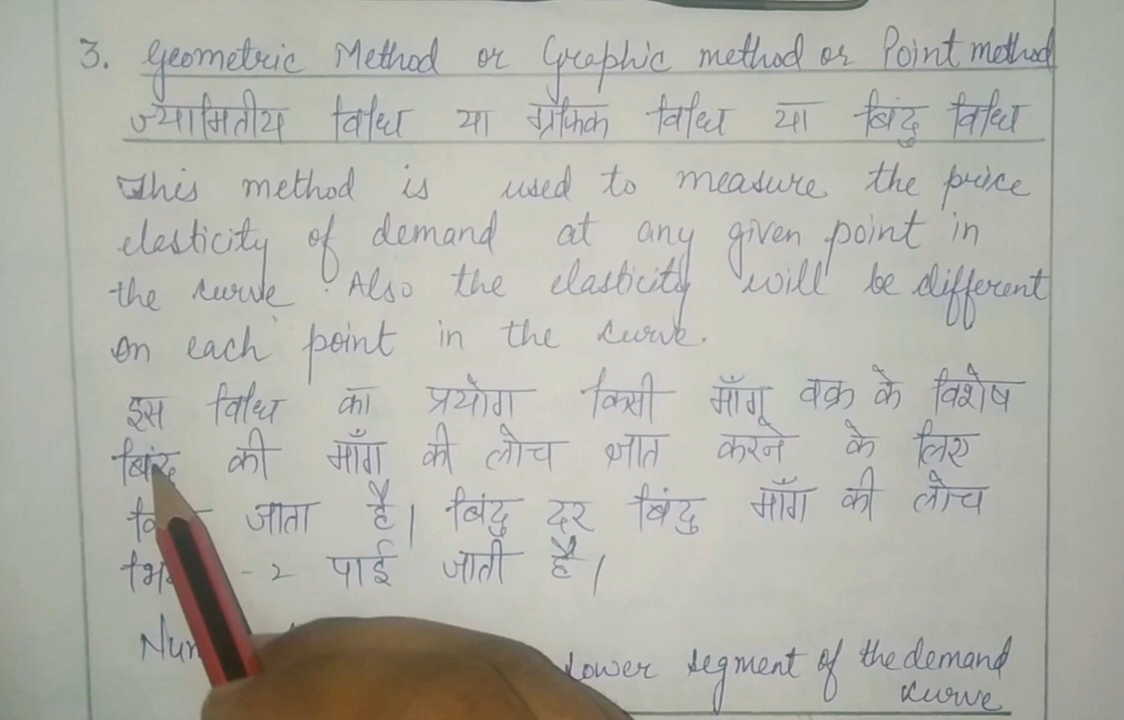 3. Geometric Method or Graphic method or Point method
ज्यामितीय विधि या ग्रफिक विधि या बिंदु विधि
This method is used to measure the price
elasticity of demand at any given point in
the curve. Also the elasticity will be different
on each point in the curve.
इस विधि का प्रयोग किसी माँग वक्र के विशेष
बिंदु की माँग की लोच ज्ञात करने के लिए
जाता है। बिंदु दर बिंदु माँग की लोच
-2 पाई जाती है।
Lower segment of the demand
curve